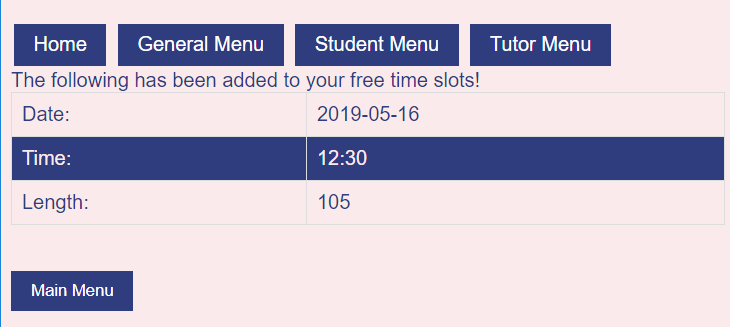 Home General Menu Student Menu Tutor Menu
The following has been added to your free time slots!
Date: 2019-05-16
Time: 12:30
Length: 105
Main Menu